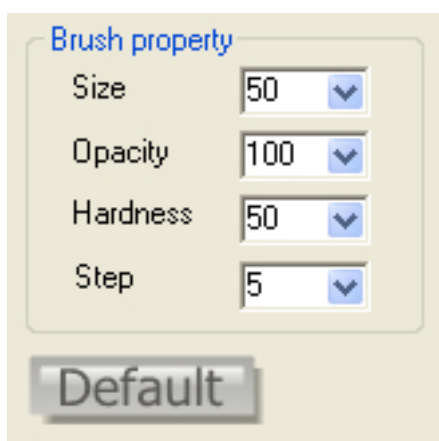 Brush property
Size 50
Opacity 100
Hardness 50
Step 5
Default